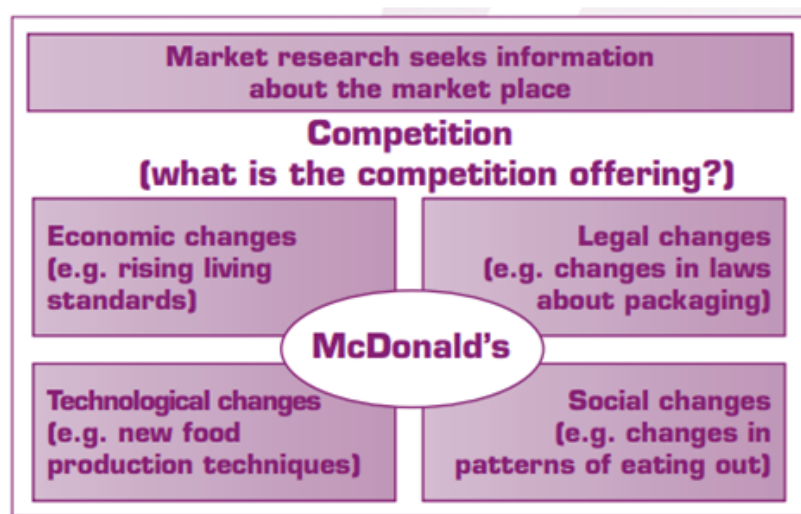 Market research seeks information
about the market place
Competition
(what is the competition offering?)
Economic changes
(e.g. rising living
standards)
Legal changes
(e.g. changes in laws
about packaging)
McDonald's
Technological changes
(e.g. new food
production techniques)
Social changes
(e.g. changes in
patterns of eating out)